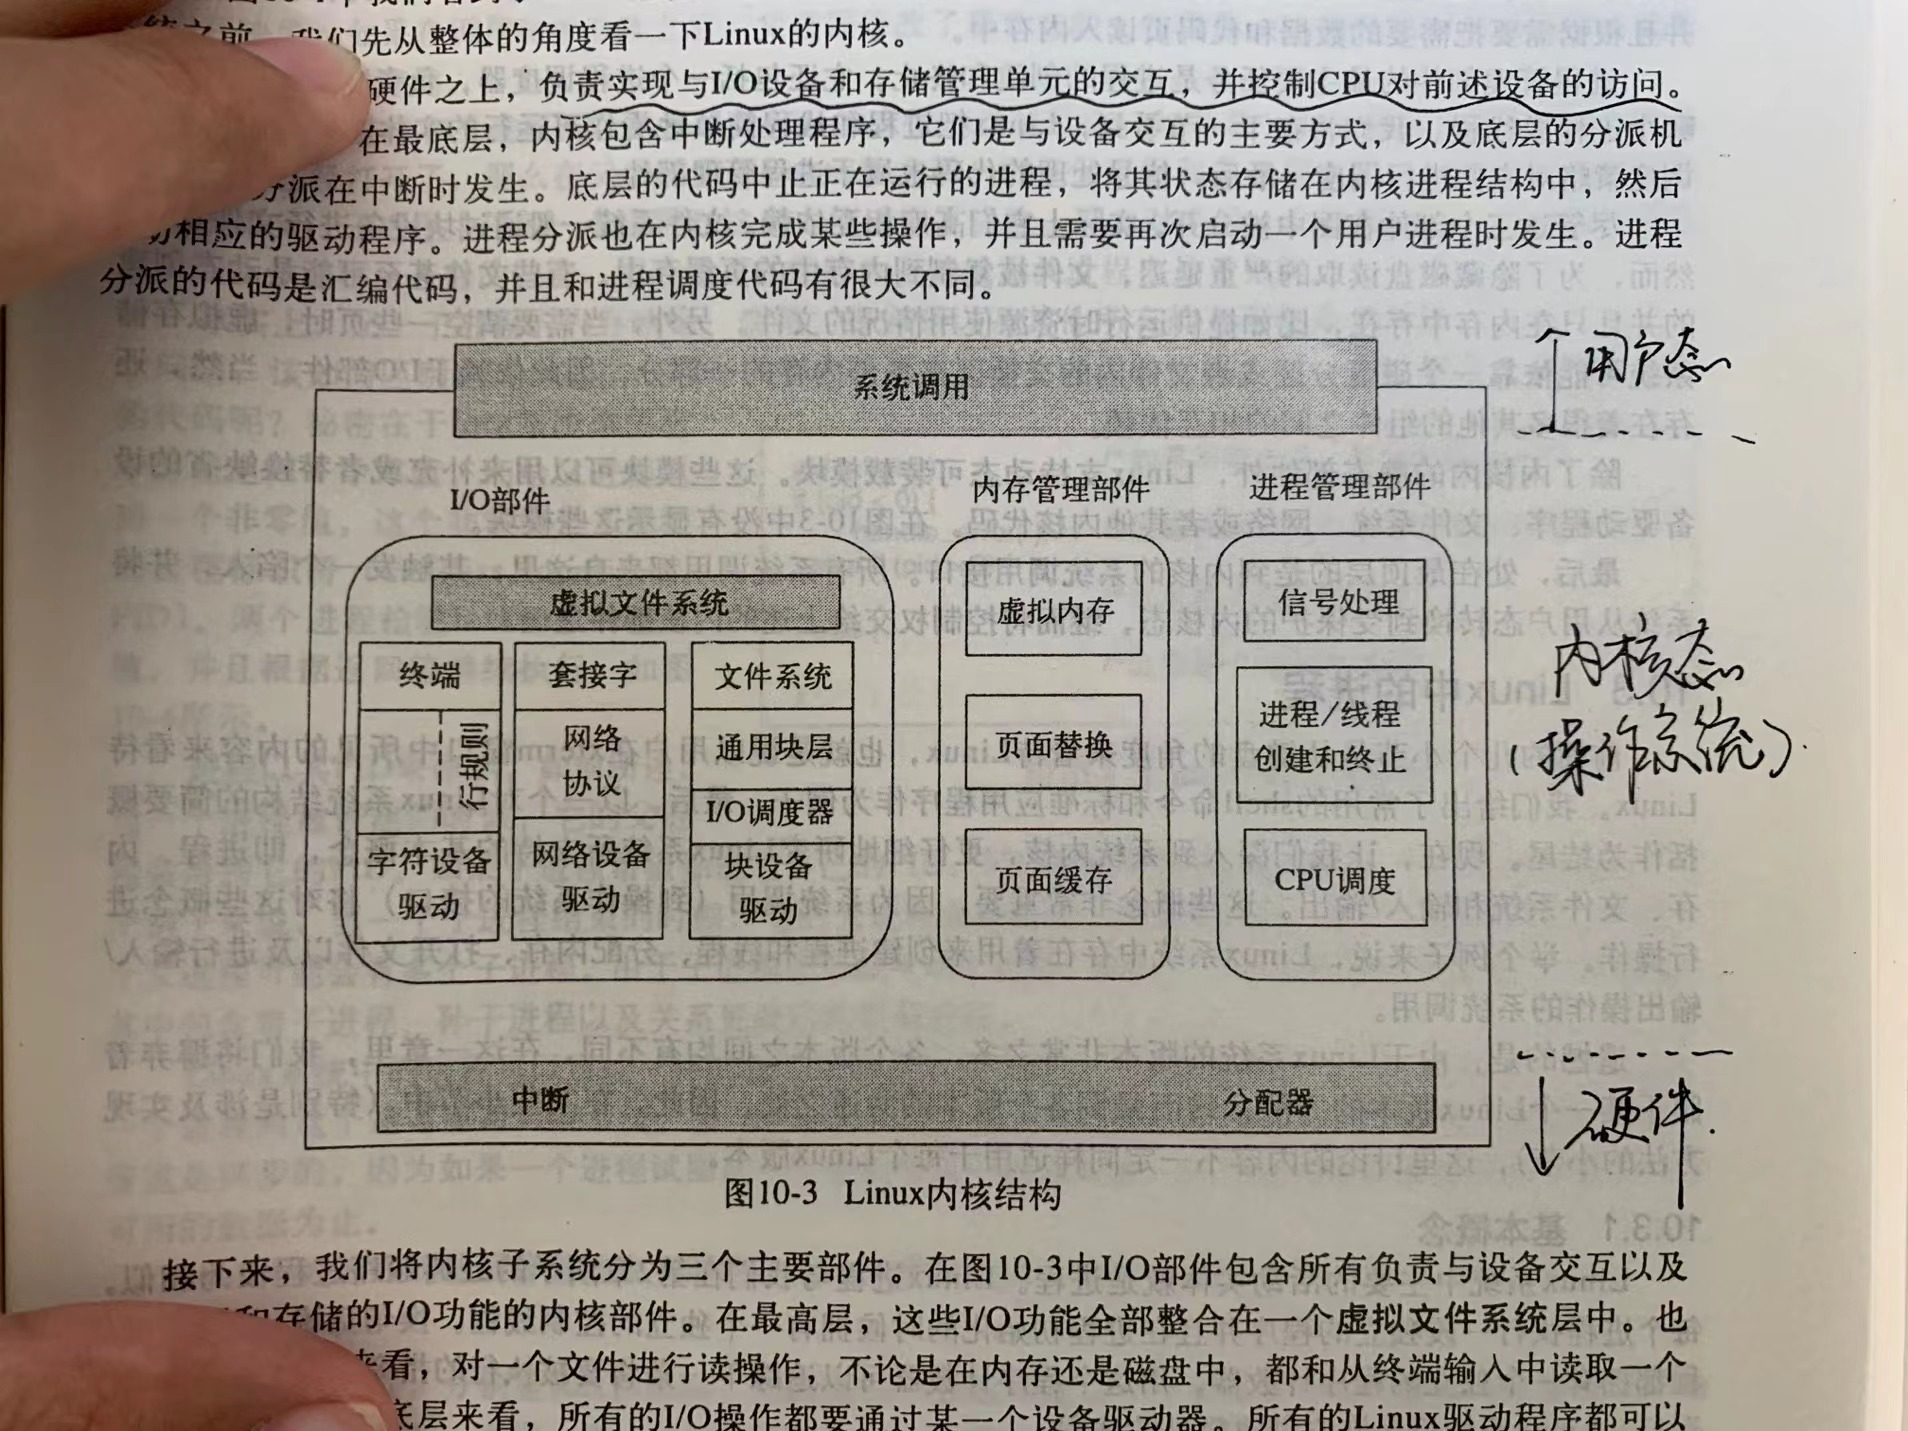 我们先从整体的角度看一下Linux的内核。
硬件之上，负责实现与I/O设备和存储管理单元的交互，并控制CPU对前述设备的访问。
在最底层，内核包含中断处理程序，它们是与设备交互的主要方式，以及底层的分派机
分派在中断时发生。底层的代码中止正在运行的进程，将其状态存储在内核进程结构中，然后
相应的驱动程序。进程分派也在内核完成某些操作，并且需要再次启动一个用户进程时发生。进程
分派的代码是汇编代码，并且和进程调度代码有很大不同。
系统调用
用户态
I/O部件
内存管理部件
进程管理部件
虚拟文件系统
终端
行规则
字符设备
驱动
套接字
网络
协议
网络设备
驱动
文件系统
通用块层
I/O调度器
块设备
驱动
虚拟内存
页面替换
页面缓存
信号处理
进程/线程
创建和终止
CPU调度
内核态
(操作系统)
中断
分配器
硬件
图10-3 Linux内核结构
接下来，我们将内核子系统分为三个主要部件。在图10-3中I/O部件包含所有负责与设备交互以及
和存储的I/O功能的内核部件。在最高层，这些I/O功能全部整合在一个虚拟文件系统层中。也
来看，对一个文件进行读操作，不论是在内存还是磁盘中，都和从终端输入中读取一个
底层来看，所有的I/O操作都要通过某一个设备驱动器。所有的Linux驱动程序都可以